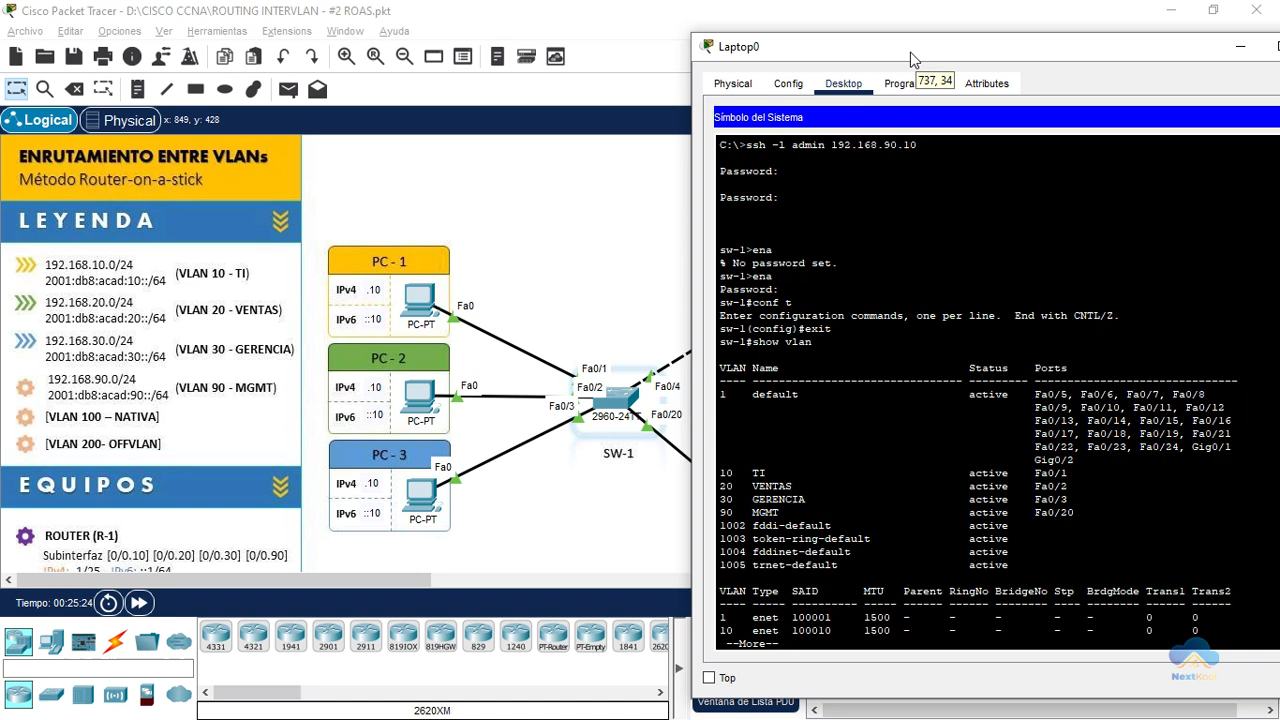 Cisco Packet Tracer - D:\CISCO CCNA\ROUTING INTERVLAN - #2 ROAS.pkt
Archivo Editar Opciones Ver Herramientas Extensions Window Ayuda
Logical Physical x: 849, y: 428
ENRUTAMIENTO ENTRE VLANs
Método Router-on-a-stick
LEYENDA
192.168.10.0/24
2001:db8:acad:10::/64
(VLAN 10 - TI)
192.168.20.0/24
2001:db8:acad:20::/64
(VLAN 20 - VENTAS)
192.168.30.0/24
2001:db8:acad:30::/64
(VLAN 30 - GERENCIA)
192.168.90.0/24
2001:db8:acad:90::/64
(VLAN 90 - MGMT)
[VLAN 100 – NATIVA]
[VLAN 200- OFFVLAN]
EQUIPOS
ROUTER (R-1)
Subinterfaz [0/0.10] [0/0.20] [0/0.30] [0/0.90]
PC - 1
IPv4 .10
IPv6 ::10
PC-PT
Fa0
PC - 2
IPv4 .10
IPv6 ::10
PC-PT
Fa0
PC - 3
IPv4 .10
IPv6 ::10
PC-PT
Fa0
Fa0/1
Fa0/2
Fa0/3
Fa0/4
Fa0/20
SW-1
Tiempo: 00:25:24
4331 4321 1941 2901 2911 819IOX 819HGW 829 1240 PT-Router PT-Empty 1841
2620XM
Laptop0
Physical Config Desktop Progra Attributes
737, 34
Símbolo del Sistema
C:\>ssh -l admin 192.168.90.10
Password:
Password:
sw-1>ena
% No password set.
sw-1>ena
Password:
sw-1#conf t
Enter configuration commands, one per line. End with CNTL/Z.
sw-1(config)#exit
sw-1#show vlan
VLAN Name Status Ports
1 default active Fa0/5, Fa0/6, Fa0/7, Fa0/8
Fa0/9, Fa0/10, Fa0/11, Fa0/12
Fa0/13, Fa0/14, Fa0/15, Fa0/16
Fa0/17, Fa0/18, Fa0/19, Fa0/21
Fa0/22, Fa0/23, Fa0/24, Gig0/1
Gig0/2
10 TI active Fa0/1
20 VENTAS active Fa0/2
30 GERENCIA active Fa0/3
90 MGMT active Fa0/20
1002 fddi-default active
1003 token-ring-default active
1004 fddinet-default active
1005 trnet-default active
VLAN Type SAID MTU Parent RingNo BridgeNo Stp BrdgMode Trans1 Trans2
1 enet 100001 1500 - - - - - 0 0
10 enet 100010 1500 - - - - - 0 0
--More--
Top
Ventana de Lista PDU